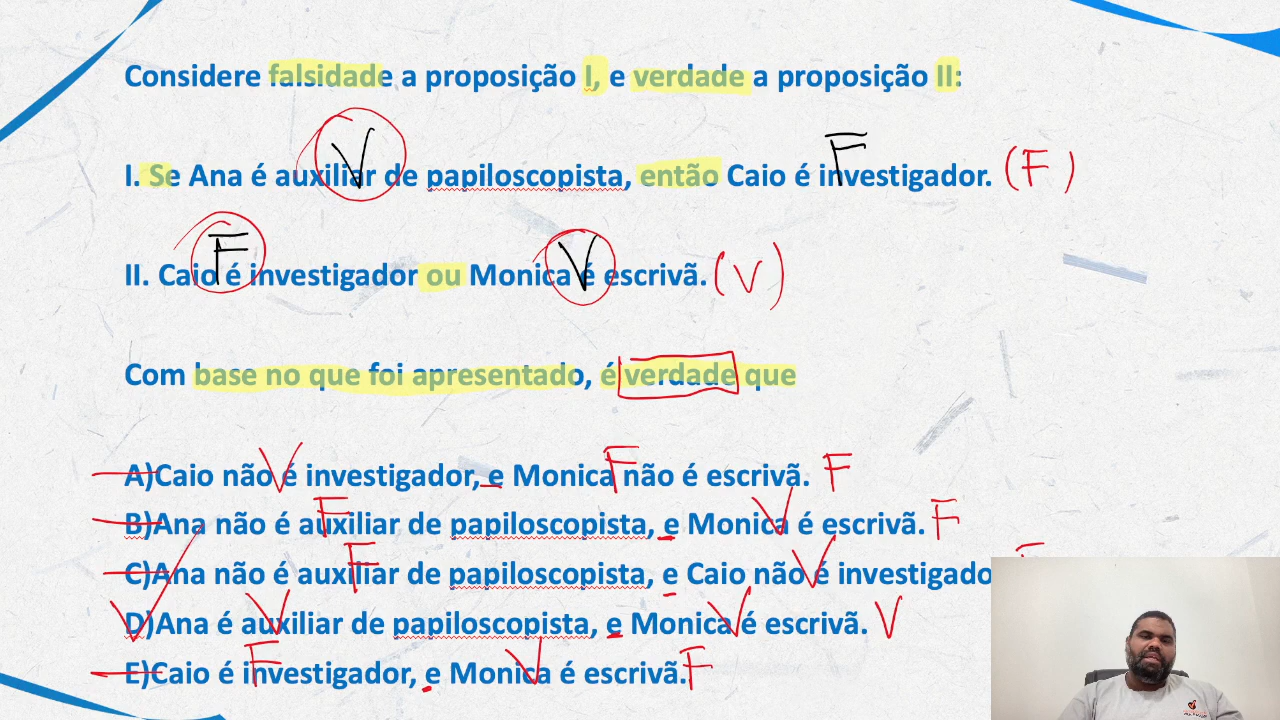 Considere falsidade a proposição I, e verdade a proposição II:
V F
I. Se Ana é auxiliar de papiloscopista, então Caio é investigador. (F)
F V
II. Caio é investigador ou Monica é escrivã. (V)
Com base no que foi apresentado, é verdade que
V F
A)Caio não é investigador, e Monica não é escrivã. F
F V
B)Ana não é auxiliar de papiloscopista, e Monica é escrivã. F
F V
C)Ana não é auxiliar de papiloscopista, e Caio não é investigado
V V V
D)Ana é auxiliar de papiloscopista, e Monica é escrivã. V
F V
E)Caio é investigador, e Monica é escrivã. F